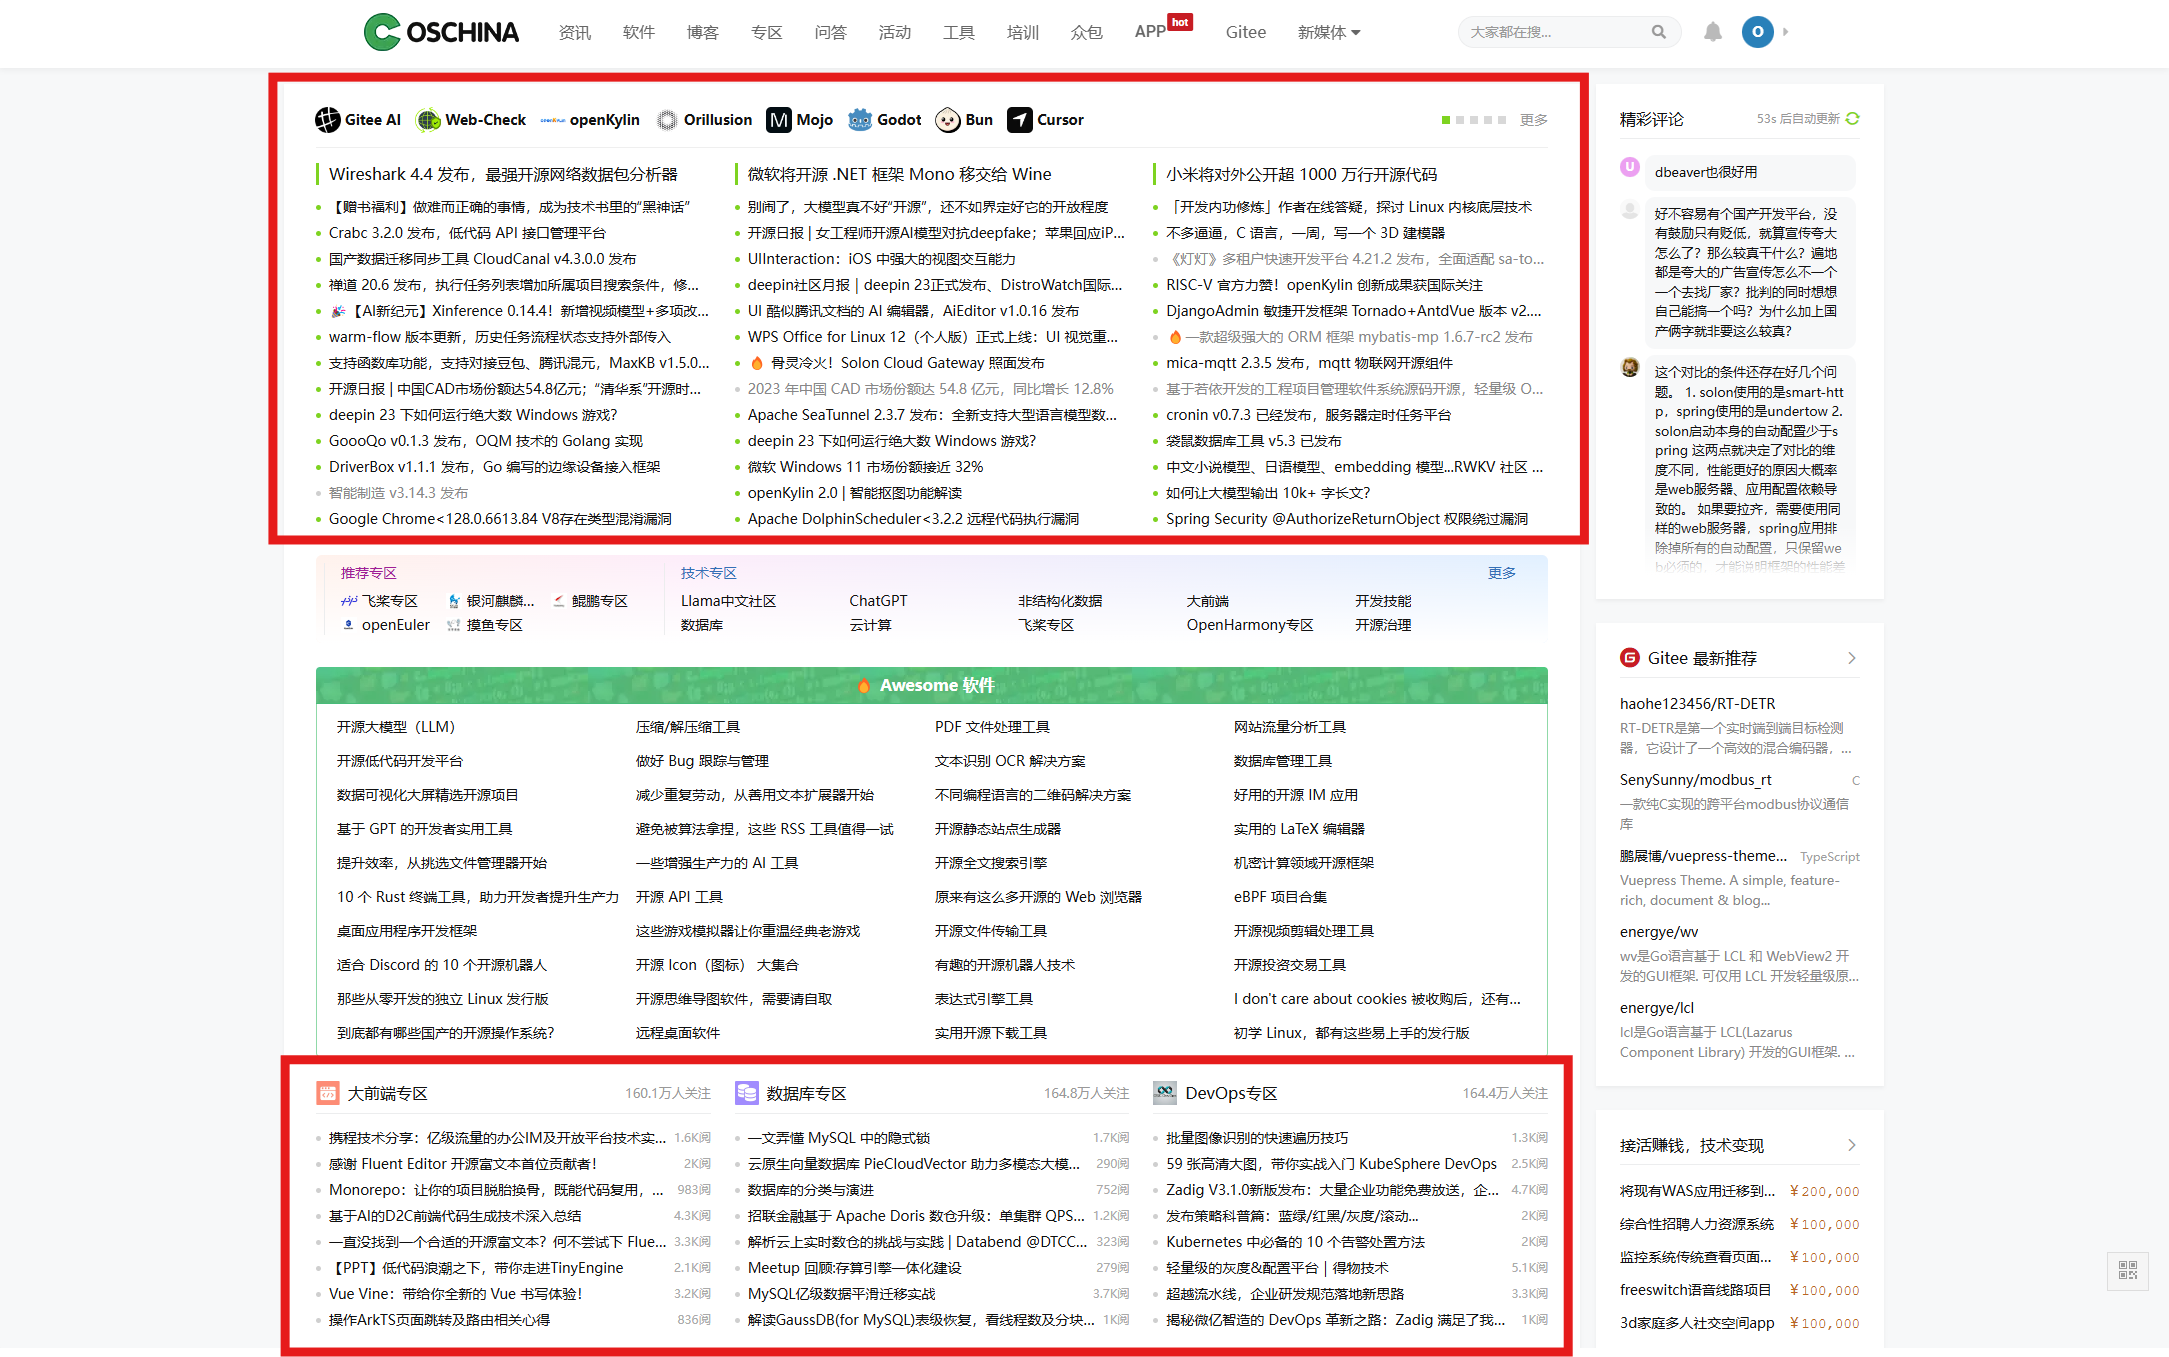 OSCHINA 资讯 软件 博客 专区 问答 活动 工具 培训 众包 APP hot Gitee 新媒体 大家都在搜... O
Gitee AI Web-Check openKylin Orillusion Mojo Godot Bun Cursor 更多
Wireshark 4.4 发布，最强开源网络数据包分析器
【赠书福利】做难而正确的事情，成为技术书里的“黑神话”
Crabc 3.2.0 发布，低代码 API 接口管理平台
国产数据迁移同步工具 CloudCanal v4.3.0.0 发布
禅道 20.6 发布，执行任务列表增加所属项目搜索条件，修...
🎉【AI新纪元】Xinference 0.14.4！新增视频模型+多项改...
warm-flow 版本更新，历史任务流程状态支持外部传入
支持函数库功能，支持对接豆包、腾讯混元，MaxKB v1.5.0...
开源日报 | 中国CAD市场份额达54.8亿元；“清华系”开源时...
deepin 23 下如何运行绝大数 Windows 游戏？
GoooQo v0.1.3 发布，OQM 技术的 Golang 实现
DriverBox v1.1.1 发布，Go 编写的边缘设备接入框架
智能制造 v3.14.3 发布
Google Chrome<128.0.6613.84 V8存在类型混淆漏洞
微软将开源 .NET 框架 Mono 移交给 Wine
别闹了，大模型真不好“开源”，还不如界定好它的开放程度
开源日报 | 女工程师开源AI模型对抗deepfake；苹果回应iP...
UIInteraction：iOS 中强大的视图交互能力
deepin社区月报 | deepin 23正式发布、DistroWatch国际...
UI 酷似腾讯文档的 AI 编辑器，AiEditor v1.0.16 发布
WPS Office for Linux 12（个人版）正式上线：UI 视觉重...
🔥 骨灵冷火！Solon Cloud Gateway 照面发布
2023 年中国 CAD 市场份额达 54.8 亿元，同比增长 12.8%
Apache SeaTunnel 2.3.7 发布：全新支持大型语言模型数...
deepin 23 下如何运行绝大数 Windows 游戏？
微软 Windows 11 市场份额接近 32%
openKylin 2.0 | 智能抠图功能解读
Apache DolphinScheduler<3.2.2 远程代码执行漏洞
小米将对外公开超 1000 万行开源代码
「开发内功修炼」作者在线答疑，探讨 Linux 内核底层技术
不多逼逼，C 语言，一周，写一个 3D 建模器
《灯灯》多租户快速开发平台 4.21.2 发布，全面适配 sa-to...
RISC-V 官方力赞！openKylin 创新成果获国际关注
DjangoAdmin 敏捷开发框架 Tornado+AntdVue 版本 v2....
🔥一款超级强大的 ORM 框架 mybatis-mp 1.6.7-rc2 发布
mica-mqtt 2.3.5 发布，mqtt 物联网开源组件
基于若依开发的工程项目管理软件系统源码开源，轻量级 O...
cronin v0.7.3 已经发布，服务器定时任务平台
袋鼠数据库工具 v5.3 已发布
中文小说模型、日语模型、embedding 模型...RWKV 社区 ...
如何让大模型输出 10k+ 字长文？
Spring Security @AuthorizeReturnObject 权限绕过漏洞
推荐专区
飞桨专区 银河麒麟... 鲲鹏专区
openEuler 摸鱼专区
技术专区 更多
Llama中文社区 ChatGPT 非结构化数据 大前端 开发技能
数据库 云计算 飞桨专区 OpenHarmony专区 开源治理
🔥 Awesome 软件
开源大模型（LLM） 压缩/解压缩工具 PDF 文件处理工具 网站流量分析工具
开源低代码开发平台 做好 Bug 跟踪与管理 文本识别 OCR 解决方案 数据库管理工具
数据可视化大屏精选开源项目 减少重复劳动，从善用文本扩展器开始 不同编程语言的二维码解决方案 好用的开源 IM 应用
基于 GPT 的开发者实用工具 避免被算法拿捏，这些 RSS 工具值得一试 开源静态站点生成器 实用的 LaTeX 编辑器
提升效率，从挑选文件管理器开始 一些增强生产力的 AI 工具 开源全文搜索引擎 机密计算领域开源框架
10 个 Rust 终端工具，助力开发者提升生产力 开源 API 工具 原来有这么多开源的 Web 浏览器 eBPF 项目合集
桌面应用程序开发框架 这些游戏模拟器让你重温经典老游戏 开源文件传输工具 开源视频剪辑处理工具
适合 Discord 的 10 个开源机器人 开源 Icon（图标） 大集合 有趣的开源机器人技术 开源投资交易工具
那些从零开发的独立 Linux 发行版 开源思维导图软件，需要请自取 表达式引擎工具 I don't care about cookies 被收购后，还有...
到底都有哪些国产的开源操作系统？ 远程桌面软件 实用开源下载工具 初学 Linux，都有这些易上手的发行版
大前端专区 160.1万人关注
携程技术分享：亿级流量的办公IM及开放平台技术实... 1.6K阅
感谢 Fluent Editor 开源富文本首位贡献者！ 2K阅
Monorepo：让你的项目脱胎换骨，既能代码复用，... 983阅
基于AI的D2C前端代码生成技术深入总结 4.3K阅
一直没找到一个合适的开源富文本？何不尝试下 Flue... 3.3K阅
【PPT】低代码浪潮之下，带你走进TinyEngine 2.1K阅
Vue Vine：带给你全新的 Vue 书写体验！ 3.2K阅
操作ArkTS页面跳转及路由相关心得 836阅
数据库专区 164.8万人关注
一文弄懂 MySQL 中的隐式锁 1.7K阅
云原生向量数据库 PieCloudVector 助力多模态大模... 290阅
数据库的分类与演进 752阅
招联金融基于 Apache Doris 数仓升级：单集群 QPS... 1.2K阅
解析云上实时数仓的挑战与实践 | Databend @DTCC... 323阅
Meetup 回顾:存算引擎一体化建设 279阅
MySQL亿级数据平滑迁移实战 3.7K阅
解读GaussDB(for MySQL)表级恢复，看线程数及分块... 1K阅
DevOps专区 164.4万人关注
批量图像识别的快速遍历技巧 1.3K阅
59 张高清大图，带你实战入门 KubeSphere DevOps 2.5K阅
Zadig V3.1.0新版发布：大量企业功能免费放送，企... 4.7K阅
发布策略科普篇：蓝绿/红黑/灰度/滚动... 2K阅
Kubernetes 中必备的 10 个告警处置方法 2K阅
轻量级的灰度&配置平台 | 得物技术 5.1K阅
超越流水线，企业研发规范落地新思路 3.3K阅
揭秘微亿智造的 DevOps 革新之路：Zadig 满足了我... 1K阅
精彩评论 53s 后自动更新
U
dbeaver也很好用
好不容易有个国产开发平台，没
有鼓励只有贬低，就算宣传夸大
怎么了？那么较真干什么？遍地
都是夸大的广告宣传怎么不一个
一个去找厂家？批判的同时想想
自己能搞一个吗？为什么加上国
产俩字就非要这么较真？
这个对比的条件还存在好几个问
题。 1. solon使用的是smart-htt
p，spring使用的是undertow 2.
solon启动本身的自动配置少于s
pring 这两点就决定了对比的维
度不同，性能更好的原因大概率
是web服务器、应用配置依赖导
致的。 如果要拉齐，需要使用同
样的web服务器，spring应用排
除掉所有的自动配置，只保留we
b必须的，才能说明框架的性能差
Gitee 最新推荐
haohe123456/RT-DETR
RT-DETR是第一个实时端到端目标检测
器，它设计了一个高效的混合编码器，...
SenySunny/modbus_rt C
一款纯C实现的跨平台modbus协议通信
库
鹏展博/vuepress-theme... TypeScript
Vuepress Theme. A simple, feature-
rich, document & blog...
energye/wv
wv是Go语言基于 LCL 和 WebView2 开
发的GUI框架. 可仅用 LCL 开发轻量级原...
energye/lcl
lcl是Go语言基于 LCL(Lazarus
Component Library) 开发的GUI框架. ...
接活赚钱，技术变现
将现有WAS应用迁移到... ￥200,000
综合性招聘人力资源系统 ￥100,000
监控系统传统查看页面... ￥100,000
freeswitch语音线路项目 ￥100,000
3d家庭多人社交空间app ￥100,000